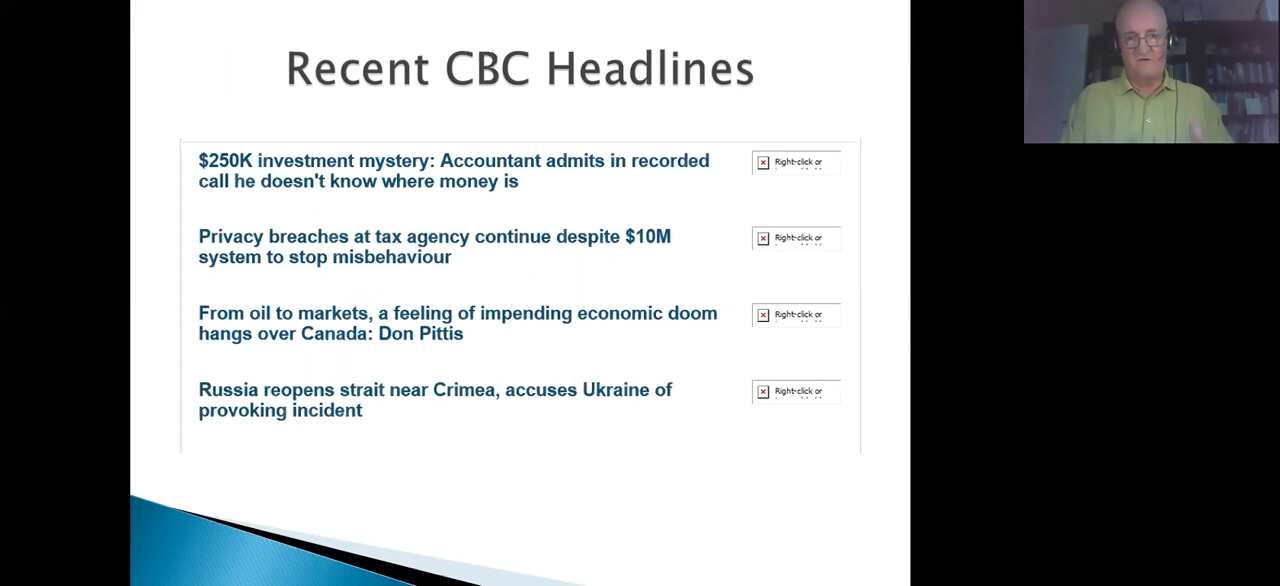 Recent CBC Headlines
$250K investment mystery: Accountant admits in recorded
call he doesn't know where money is
Right-click or
Privacy breaches at tax agency continue despite $10M
system to stop misbehaviour
Right-click or
From oil to markets, a feeling of impending economic doom
hangs over Canada: Don Pittis
Right-click or
Russia reopens strait near Crimea, accuses Ukraine of
provoking incident
Right-click or